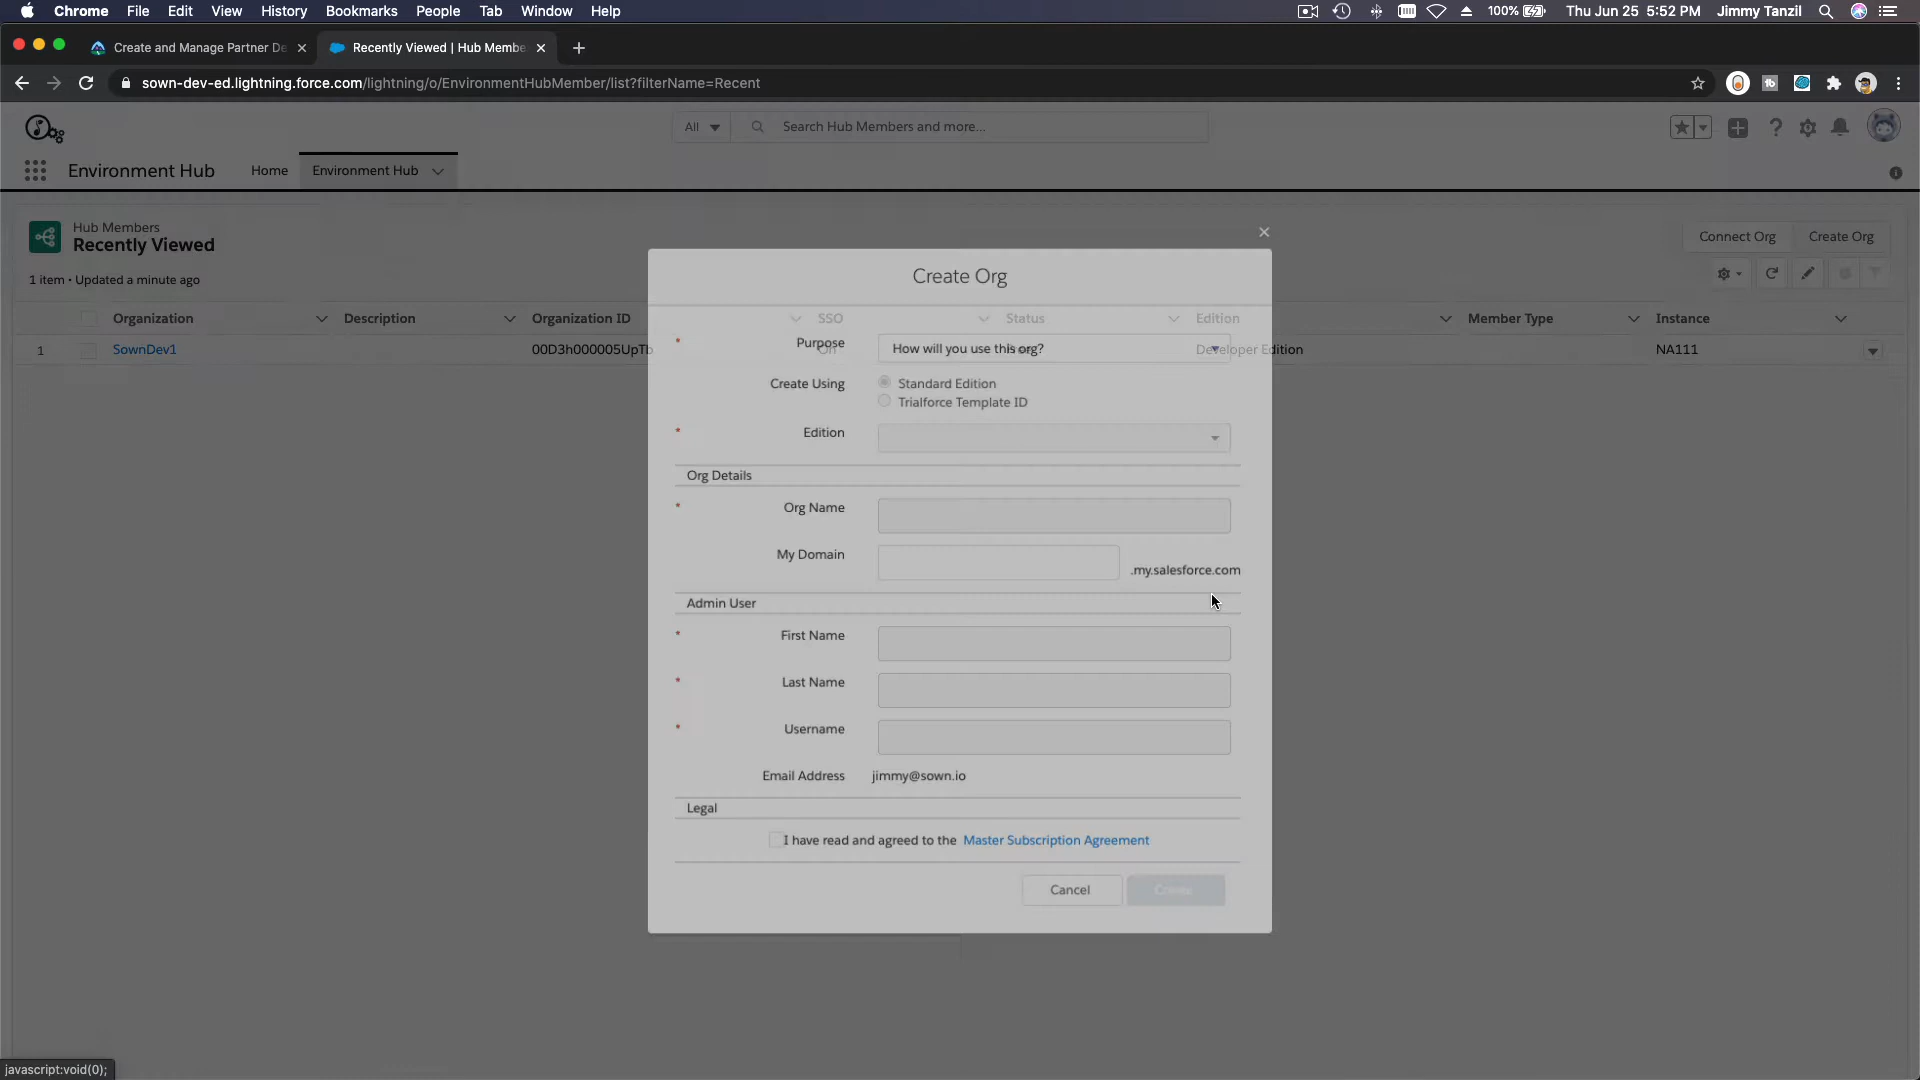 Chrome File Edit View History Bookmarks People Tab Window Help 100% Thu Jun 25 5:52 PM Jimmy Tanzil
Create and Manage Partner De Recently Viewed | Hub Membe
sown-dev-ed.lightning.force.com/lightning/o/EnvironmentHubMember/list?filterName=Recent
All Search Hub Members and more...
Environment Hub Home Environment Hub
Hub Members
Recently Viewed
Connect Org Create Org
1 item • Updated a minute ago
Organization Description Organization ID SSO Status Edition Member Type Instance
1 SownDev1 00D3h000005UpTb On Developer Edition NA111
Create Org
* Purpose How will you use this org?
Create Using Standard Edition
Trialforce Template ID
* Edition
Org Details
* Org Name
My Domain .my.salesforce.com
Admin User
* First Name
* Last Name
* Username
Email Address jimmy@sown.io
Legal
I have read and agreed to the Master Subscription Agreement
Cancel Create
javascript:void(0);